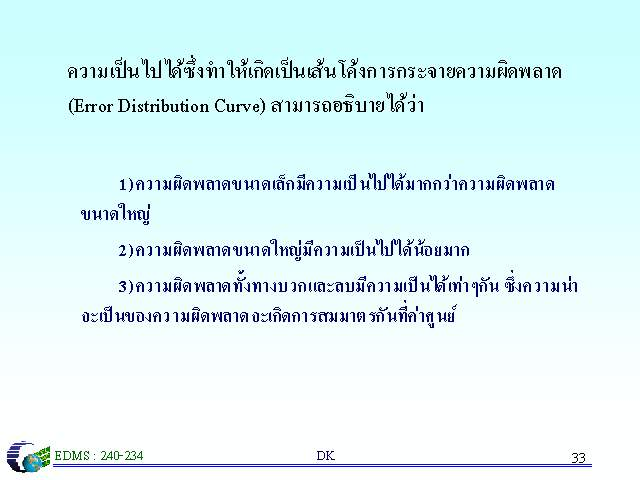 ความเป็นไปได้ซึ่งทำให้เกิดเป็นเส้นโค้งการกระจายความผิดพลาด
(Error Distribution Curve) สามารถอธิบายได้ว่า
1)ความผิดพลาดขนาดเล็กมีความเป็นไปได้มากกว่าความผิดพลาด
ขนาดใหญ่
2)ความผิดพลาดขนาดใหญ่มีความเป็นไปได้น้อยมาก
3)ความผิดพลาดทั้งทางบวกและลบมีความเป็นได้เท่าๆกัน ซึ่งความน่า
จะเป็นของความผิดพลาดจะเกิดการสมมาตรกันที่ค่าศูนย์
EDMS : 240-234 DK 33